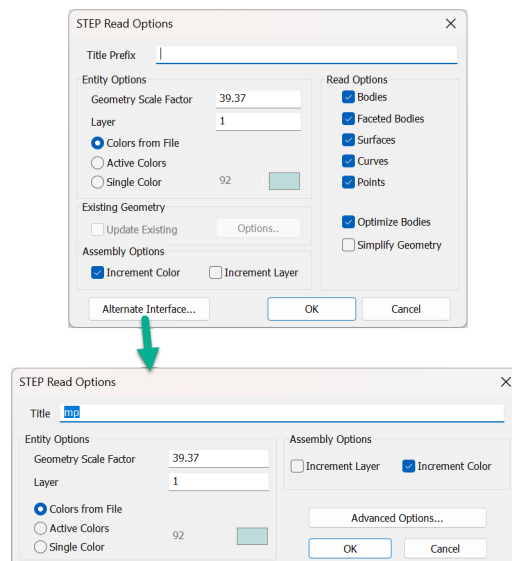 STEP Read Options
Title Prefix
Entity Options
Geometry Scale Factor 39.37
Layer 1
Colors from File
Active Colors
Single Color 92
Existing Geometry
Update Existing Options..
Assembly Options
Increment Color Increment Layer
Read Options
Bodies
Faceted Bodies
Surfaces
Curves
Points
Optimize Bodies
Simplify Geometry
Alternate Interface... OK Cancel
STEP Read Options
Title mp
Entity Options
Geometry Scale Factor 39.37
Layer 1
Colors from File
Active Colors
Single Color 92
Assembly Options
Increment Layer Increment Color
Advanced Options...
OK Cancel